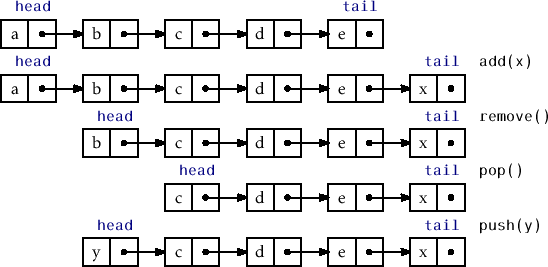 head tail
a b c d e
head tail add(x)
a b c d e x
head tail remove()
b c d e x
head tail pop()
c d e x
head tail push(y)
y c d e x